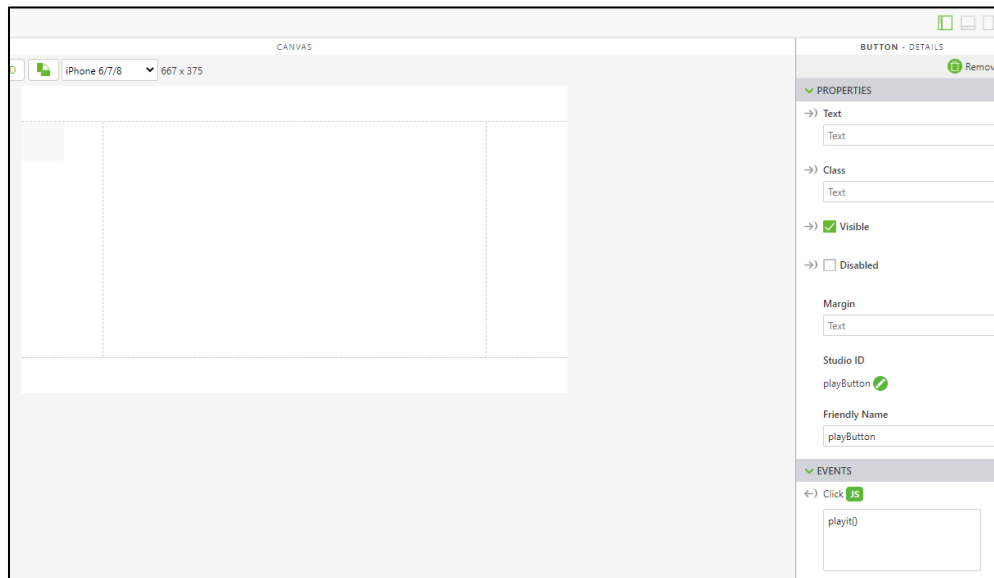 CANVAS
BUTTON - DETAILS
iPhone 6/7/8
667 x 375
Remov
PROPERTIES
Text
Text
Class
Text
Visible
Disabled
Margin
Text
Studio ID
playButton
Friendly Name
playButton
EVENTS
Click JS
playit()